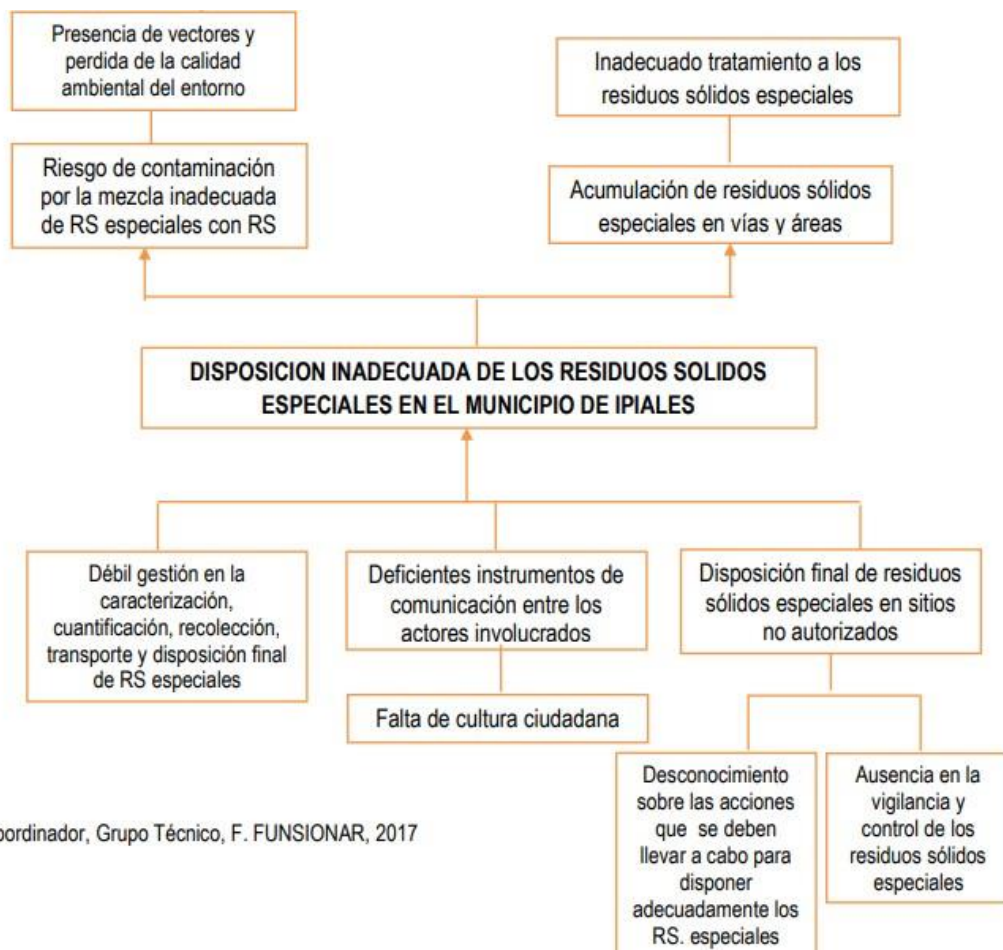 Presencia de vectores y
perdida de la calidad
ambiental del entorno
Inadecuado tratamiento a los
residuos sólidos especiales
Riesgo de contaminación
por la mezcla inadecuada
de RS especiales con RS
Acumulación de residuos sólidos
especiales en vías y áreas
DISPOSICION INADECUADA DE LOS RESIDUOS SOLIDOS
ESPECIALES EN EL MUNICIPIO DE IPIALES
Débil gestión en la
caracterización,
cuantificación, recolección,
transporte y disposición final
de RS especiales
Deficientes instrumentos de
comunicación entre los
actores involucrados
Disposición final de residuos
sólidos especiales en sitios
no autorizados
Falta de cultura ciudadana
Desconocimiento
sobre las acciones
que se deben
llevar a cabo para
disponer
adecuadamente los
RS. especiales
Ausencia en la
vigilancia y
control de los
residuos sólidos
especiales
oordinador, Grupo Técnico, F. FUNSIONAR, 2017